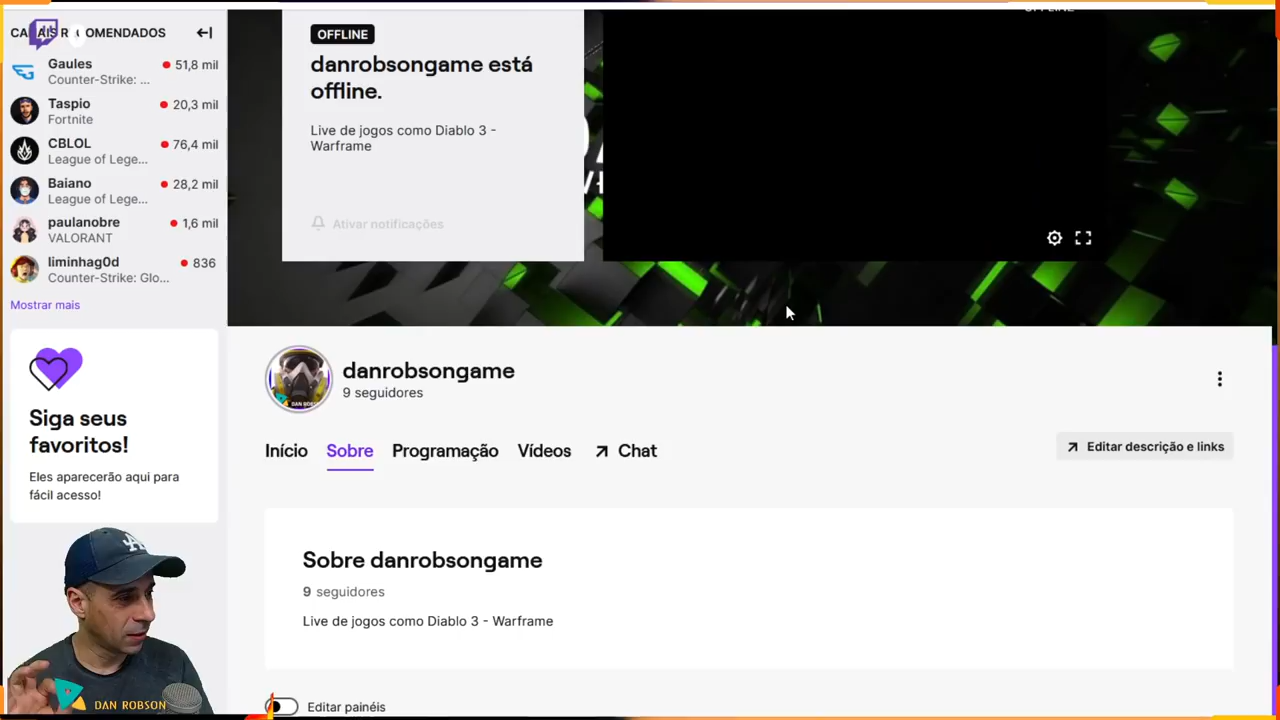 CANAIS RECOMENDADOS
Gaules
51,8 mil
Counter-Strike: ...
Taspio
20,3 mil
Fortnite
CBLOL
76,4 mil
League of Lege...
Baiano
28,2 mil
League of Lege...
paulanobre
1,6 mil
VALORANT
liminhag0d
836
Counter-Strike: Glo...
Mostrar mais
Siga seus
favoritos!
Eles aparecerão aqui para
fácil acesso!
OFFLINE
danrobsongame está
offline.
Live de jogos como Diablo 3 -
Warframe
Ativar notificações
danrobsongame
9 seguidores
Início
Sobre
Programação
Vídeos
Chat
Editar descrição e links
Sobre danrobsongame
9 seguidores
Live de jogos como Diablo 3 - Warframe
Editar painéis
DAN ROBSON